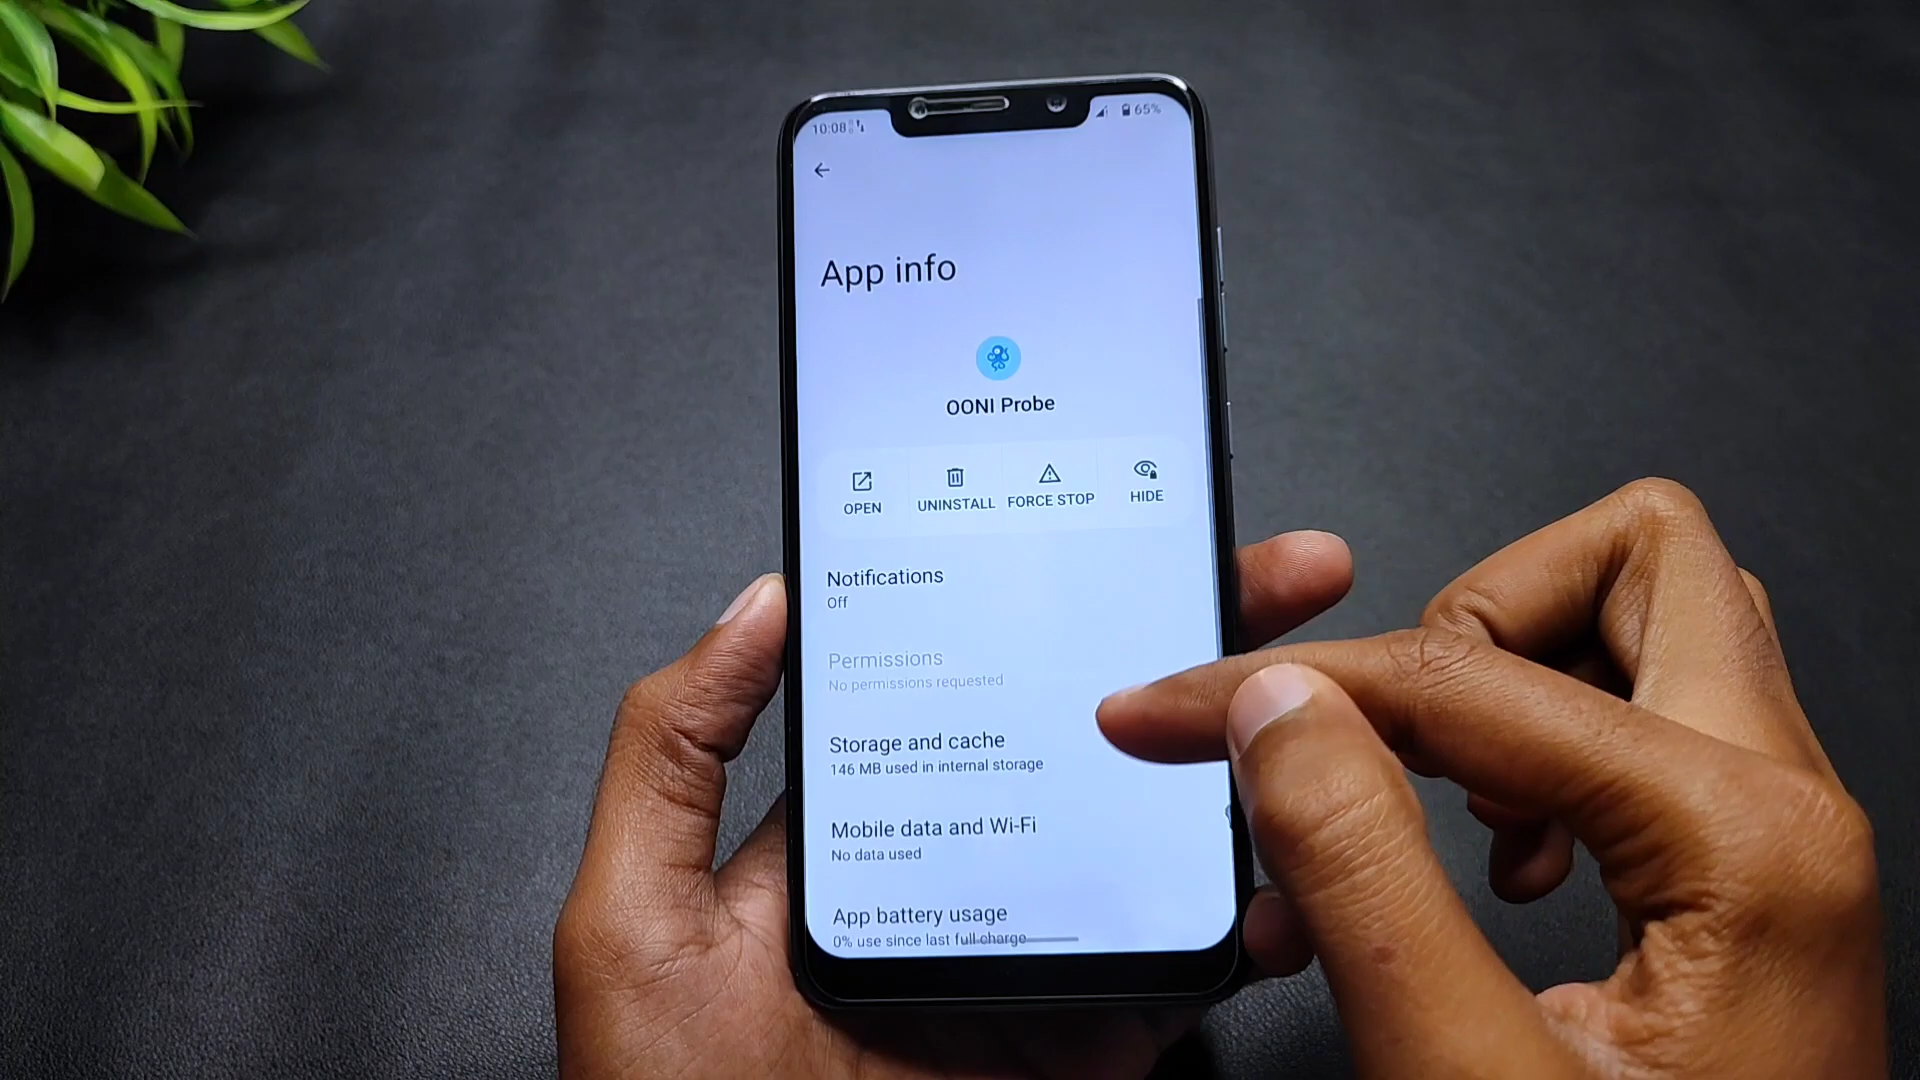 10:08
65%
App info
OONI Probe
OPEN
UNINSTALL
FORCE STOP
HIDE
Notifications
Off
Permissions
No permissions requested
Storage and cache
146 MB used in internal storage
Mobile data and Wi-Fi
No data used
App battery usage
0% use since last full charge